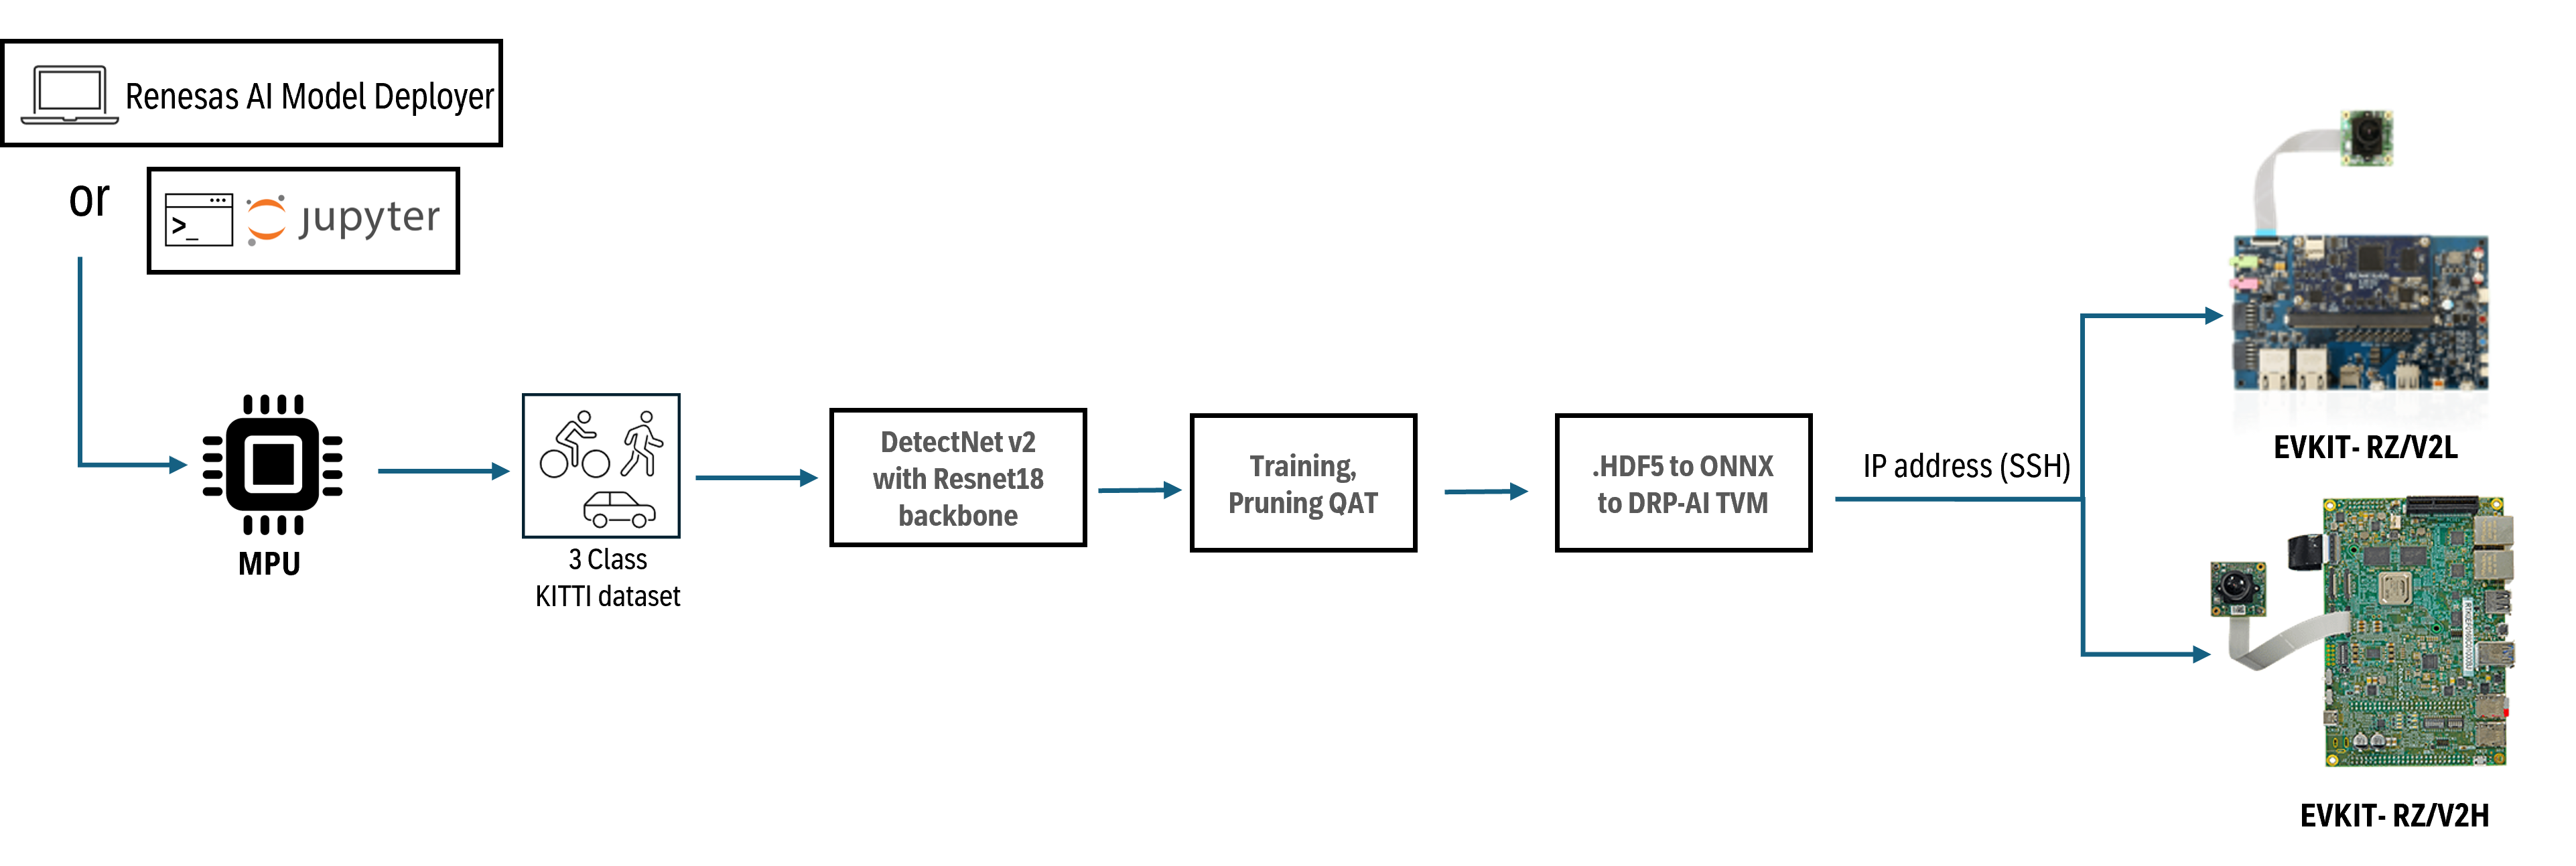 Renesas AI Model Deployer
or
>_
jupyter
MPU
3 Class
KITTI dataset
DetectNet v2
with Resnet18
backbone
Training,
Pruning QAT
.HDF5 to ONNX
to DRP-AI TVM
IP address (SSH)
EVKIT- RZ/V2L
EVKIT- RZ/V2H